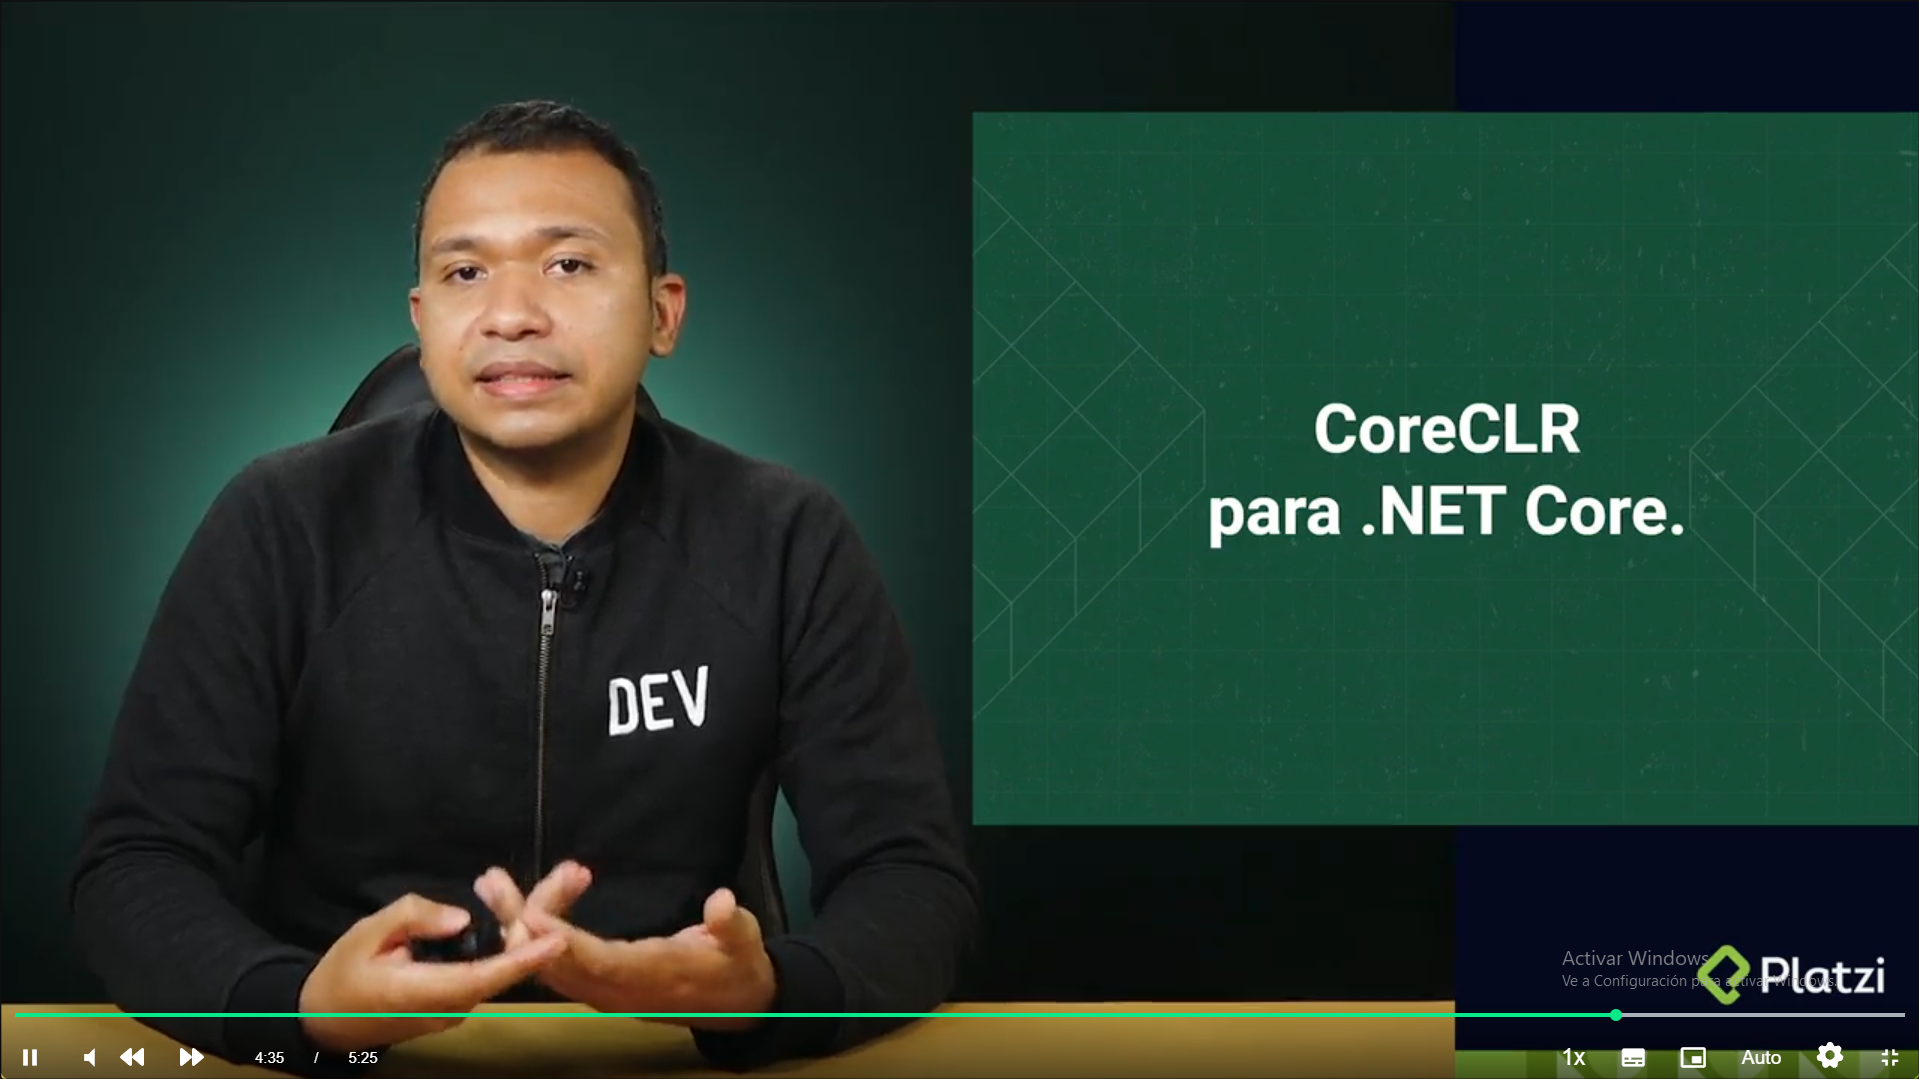 CoreCLR
para .NET Core.
DEV
Activar Windows
Ve a Configuración para activar Windows.
Platzi
4:35 / 5:25
1x
Auto